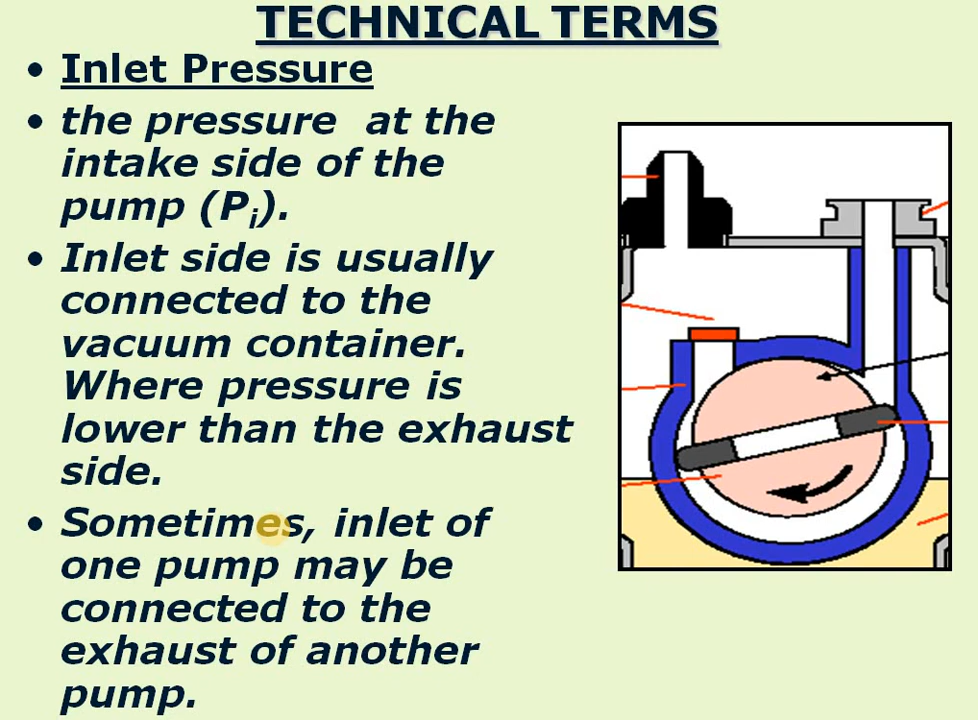 TECHNICAL TERMS
• Inlet Pressure
• the pressure at the
intake side of the
pump (Pi).
• Inlet side is usually
connected to the
vacuum container.
Where pressure is
lower than the exhaust
side.
• Sometimes, inlet of
one pump may be
connected to the
exhaust of another
pump.